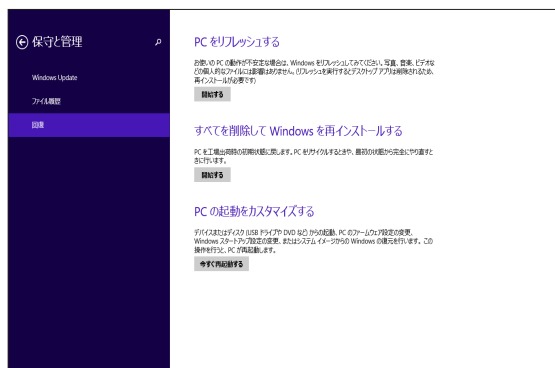 保守と管理
Windows Update
ファイル履歴
回復
PC をリフレッシュする
お使いの PC の動作が不安定な場合は、Windows をリフレッシュしてみてください。写真、音楽、ビデオな
どの個人的なファイルには影響はありません。(リフレッシュを実行するとデスクトップ アプリは削除されるため、
再インストールが必要です)
開始する
すべてを削除して Windows を再インストールする
PC を工場出荷時の初期状態に戻します。PC をリサイクルするときや、最初の状態から完全にやり直すと
きに行います。
開始する
PC の起動をカスタマイズする
デバイスまたはディスク (USB ドライブや DVD など) からの起動、PC のファームウェア設定の変更、
Windows スタートアップ設定の変更、またはシステム イメージからの Windows の復元を行います。この
操作を行うと、PC が再起動します。
今すぐ再起動する